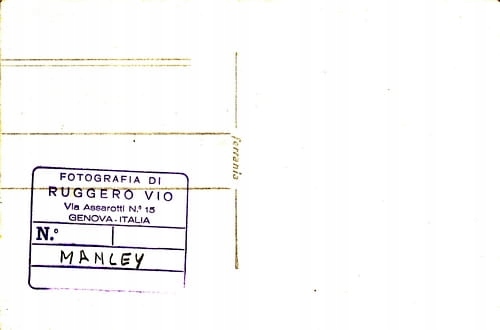 FOTOGRAFIA DI
RUGGERO VIO
Via Assarotti N.º 15
GENOVA - ITALIA
N.º
MANLEY
ferrania